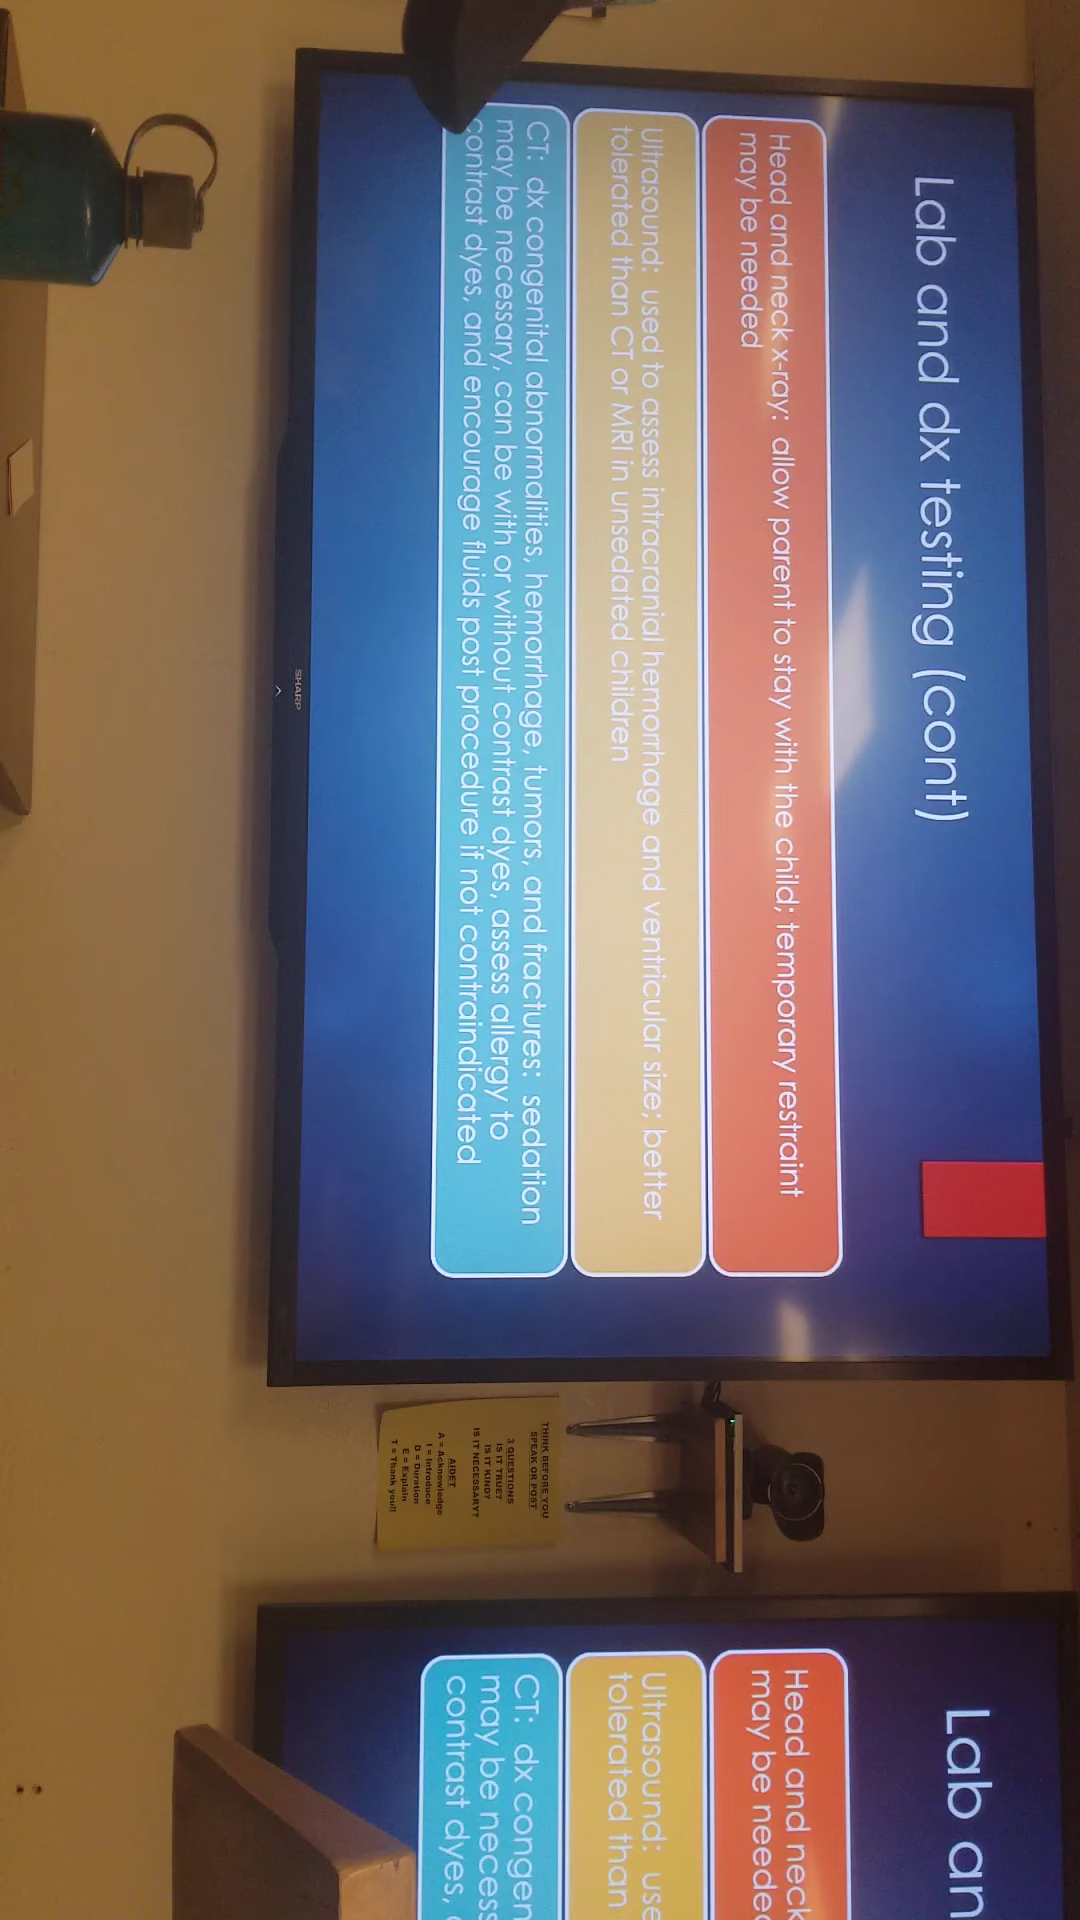 Lab and dx testing (cont)
Head and neck x-ray: allow parent to stay with the child; temporary restraint
may be needed
Ultrasound: used to assess intracranial hemorrhage and ventricular size; better
tolerated than CT or MRI in unsedated children
CT: dx congenital abnormalities, hemorrhage, tumors, and fractures: sedation
may be necessary, can be with or without contrast dyes, assess allergy to
contrast dyes, and encourage fluids post procedure if not contraindicated
SHARP
THINK BEFORE YOU
SPEAK OR POST
3 QUESTIONS
IS IT TRUE?
IS IT KIND?
IS IT NECESSARY?
AIDET
A = Acknowledge
I = Introduce
D = Duration
E = Explain
T = Thank you!!
Lab an
Head and neck
may be neede
Ultrasound: use
tolerated than
CT: dx congen
may be necess
contrast dyes,